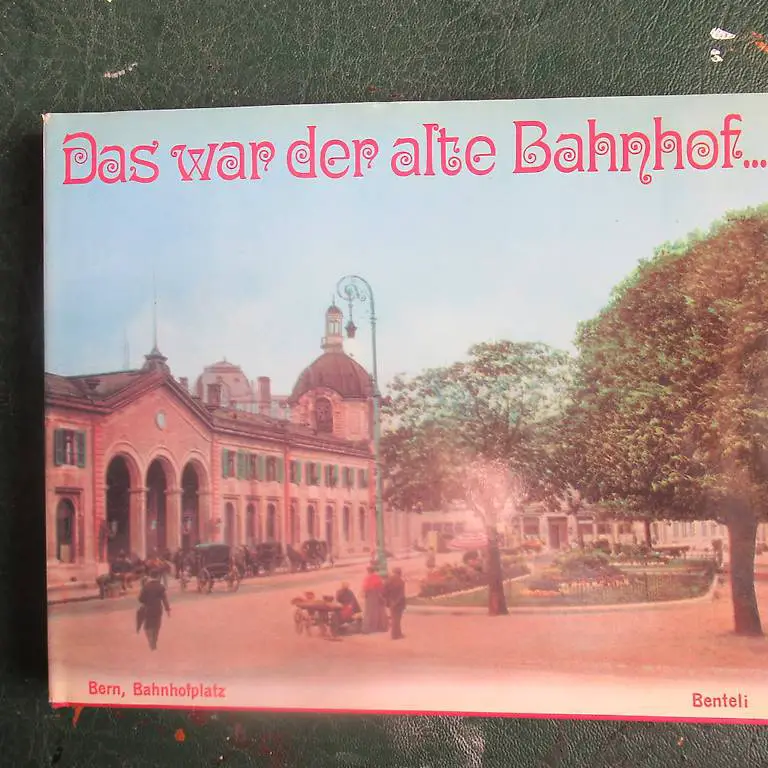 Das war der alte Bahnhof...
Bern, Bahnhofplatz
Benteli